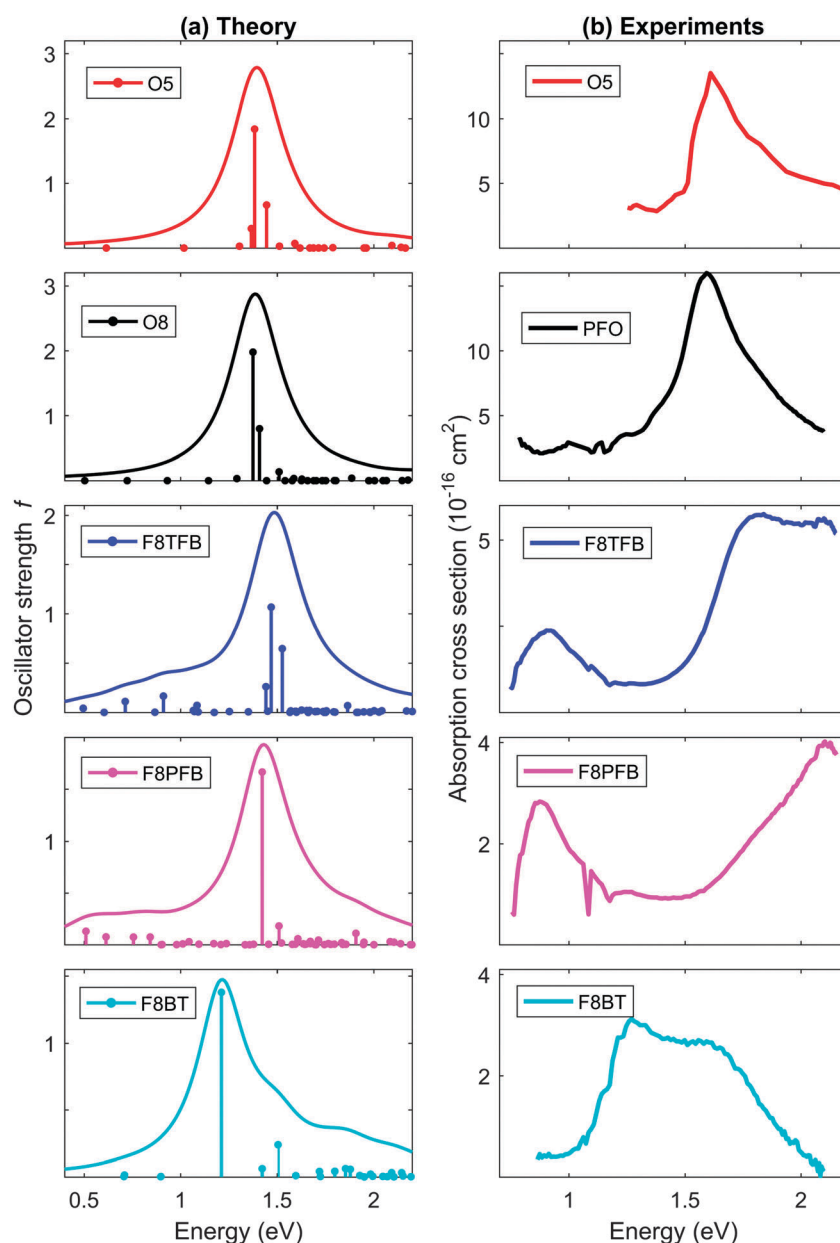 (a) Theory
(b) Experiments
3
2
1
O5
10
5
O5
3
2
1
O8
10
5
PFO
2
1
F8TFB
5
F8TFB
1
F8PFB
4
2
F8PFB
1
F8BT
4
2
F8BT
Oscillator strength f
Absorption cross section (10⁻¹⁶ cm²)
0.5
1
1.5
2
1
1.5
2
Energy (eV)
Energy (eV)